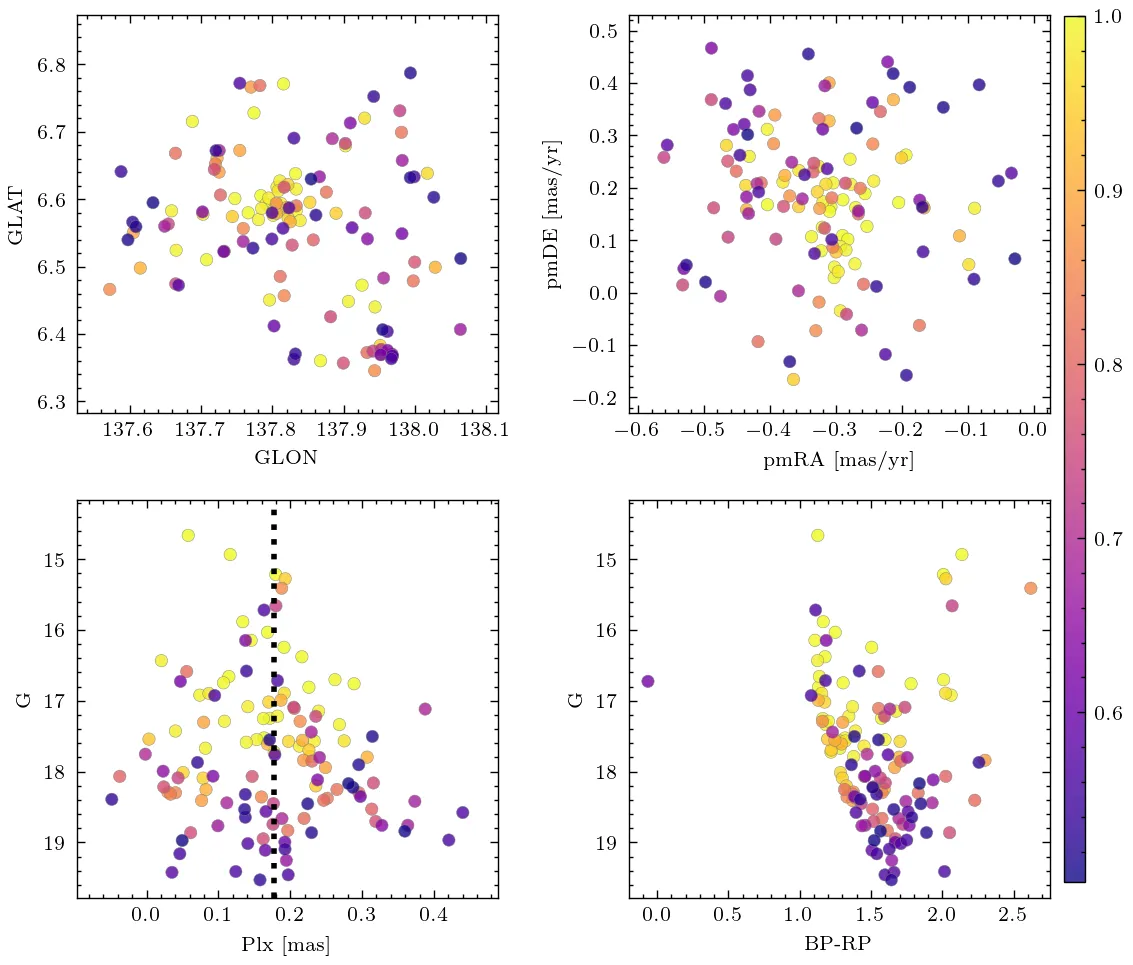 6.8
6.7
6.6
6.5
6.4
6.3
GLAT
137.6 137.7 137.8 137.9 138.0 138.1
GLON
0.5
0.4
0.3
0.2
0.1
0.0
−0.1
−0.2
pmDE [mas/yr]
−0.6 −0.5 −0.4 −0.3 −0.2 −0.1 0.0
pmRA [mas/yr]
1.0
0.9
0.8
0.7
0.6
15
16
17
18
19
G
0.0 0.1 0.2 0.3 0.4
Plx [mas]
15
16
17
18
19
G
0.0 0.5 1.0 1.5 2.0 2.5
BP-RP